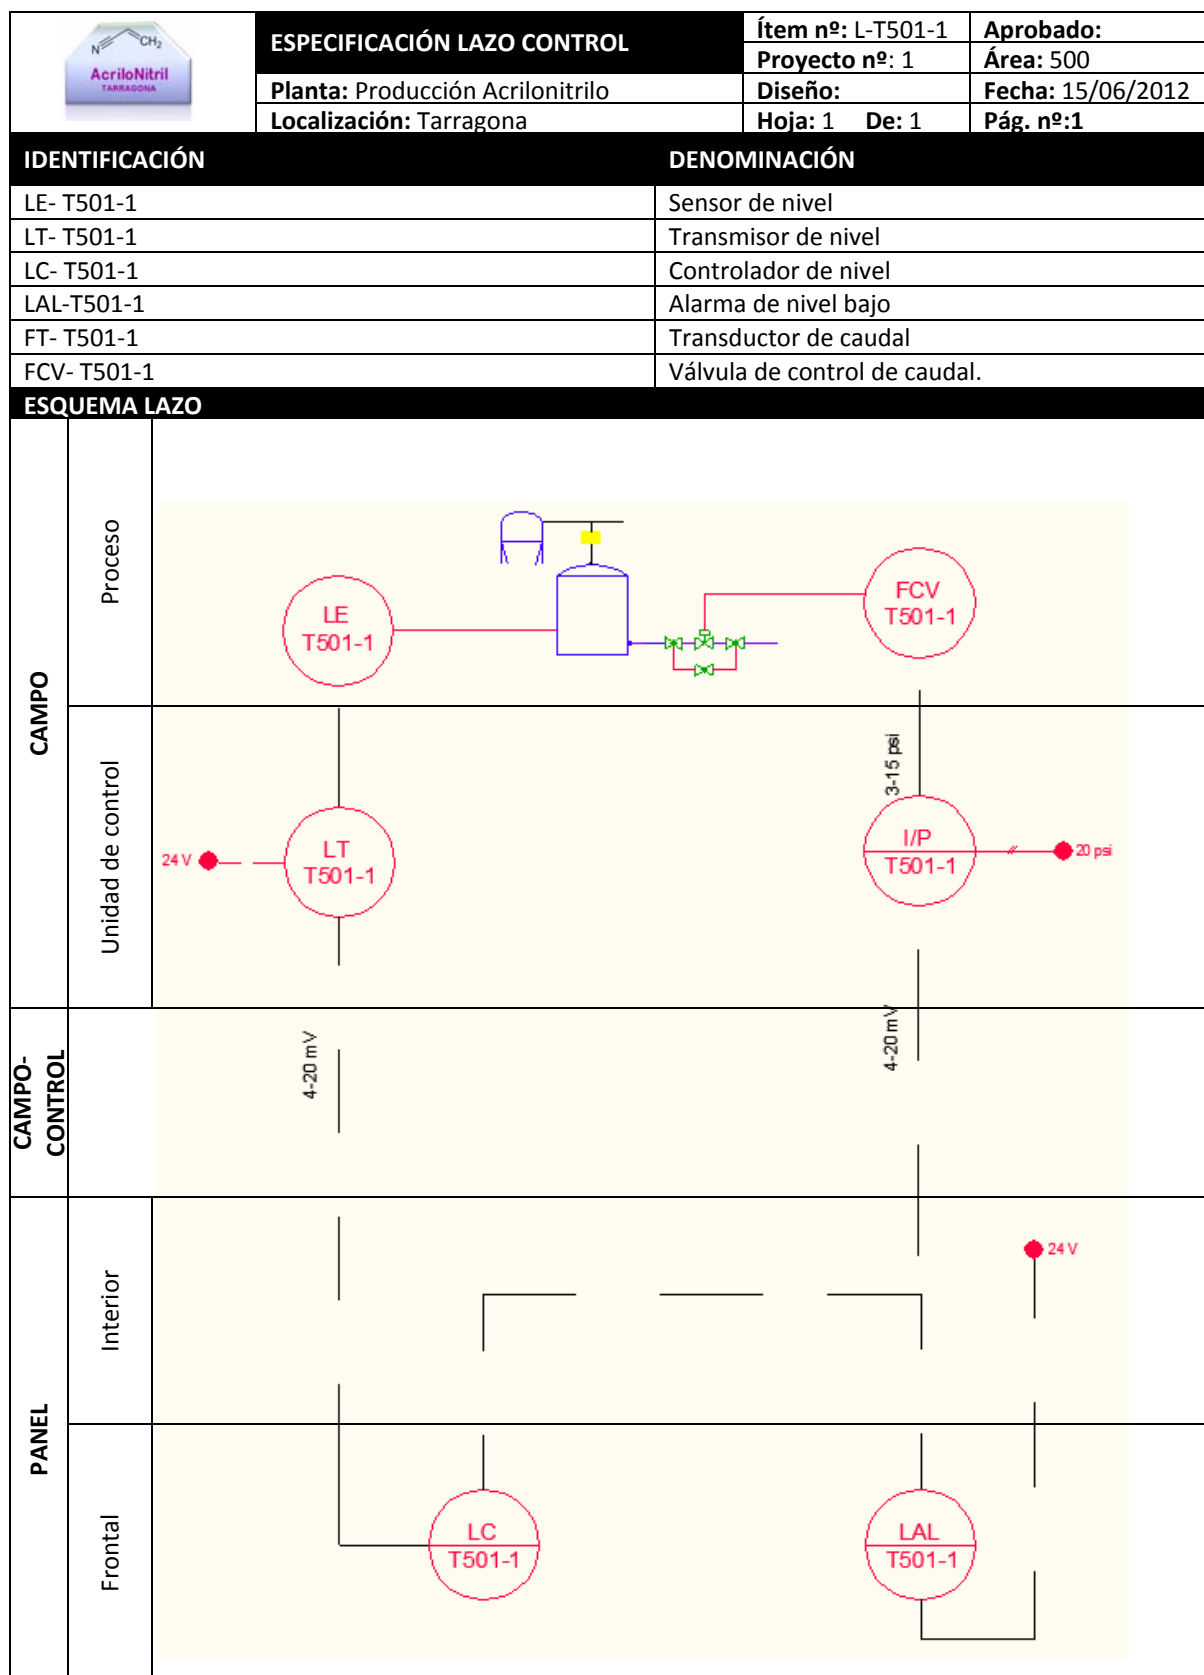 N CH2
AcriloNitril
TARRAGONA
ESPECIFICACIÓN LAZO CONTROL
Ítem nº: L-T501-1
Aprobado:
Proyecto nº: 1
Área: 500
Planta: Producción Acrilonitrilo
Diseño:
Fecha: 15/06/2012
Localización: Tarragona
Hoja: 1 De: 1
Pág. nº:1
IDENTIFICACIÓN
DENOMINACIÓN
LE- T501-1
Sensor de nivel
LT- T501-1
Transmisor de nivel
LC- T501-1
Controlador de nivel
LAL-T501-1
Alarma de nivel bajo
FT- T501-1
Transductor de caudal
FCV- T501-1
Válvula de control de caudal.
ESQUEMA LAZO
CAMPO
Proceso
LE
T501-1
FCV
T501-1
Unidad de control
24 V
LT
T501-1
3-15 psi
I/P
T501-1
20 psi
CAMPO-
CONTROL
4-20 mV
4-20 mV
PANEL
Interior
24 V
Frontal
LC
T501-1
LAL
T501-1